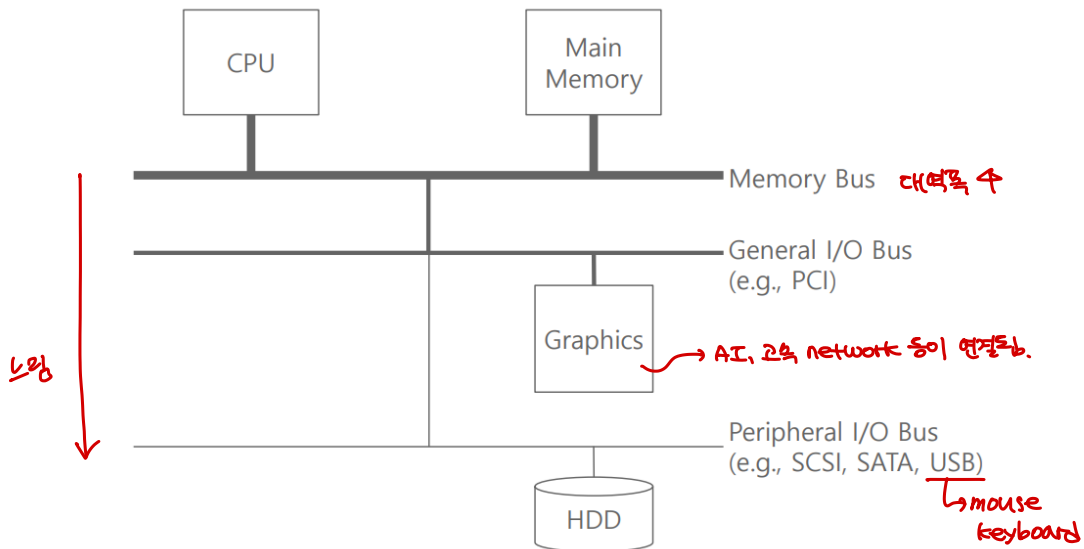 CPU
Main
Memory
Memory Bus 대역폭 ↑
General I/O Bus
(e.g., PCI)
Graphics
AI, 고속 network 등이 연결됨.
느림
Peripheral I/O Bus
(e.g., SCSI, SATA, USB)
mouse
keyboard
HDD